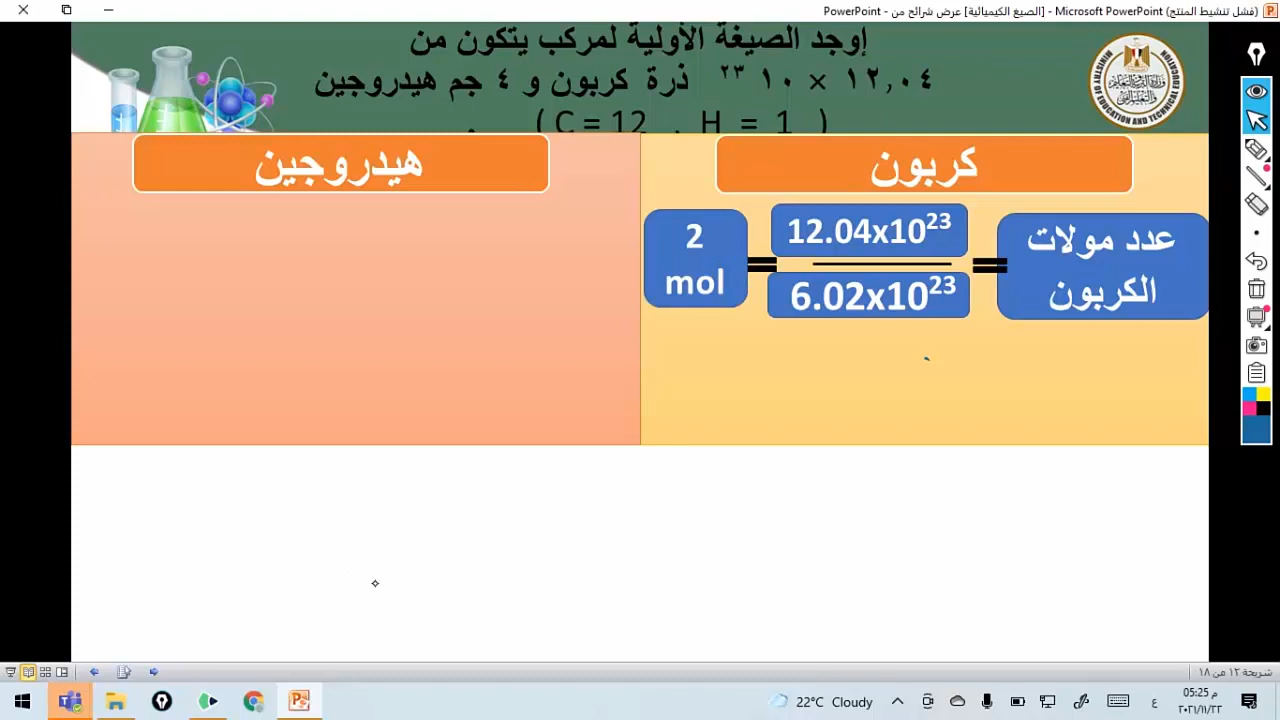 (فشل تنشيط المنتج) PowerPoint - [الصيغ الكيميائية] عرض شرائح من - Microsoft PowerPoint
إوجد الصيغة الأولية لمركب يتكون من
١٢,٠٤ × ١٠ ٢٣ ذرة كربون و ٤ جم هيدروجين
( C = 12 , H = 1 ) .
كربون
هيدروجين
عدد مولات
الكربون
=
12.04x10²³
6.02x10²³
=
2
mol
شريحة ١٢ من ١٨
22°C Cloudy
ع
٠5:25 م
٢٠٢١/١١/٢٢